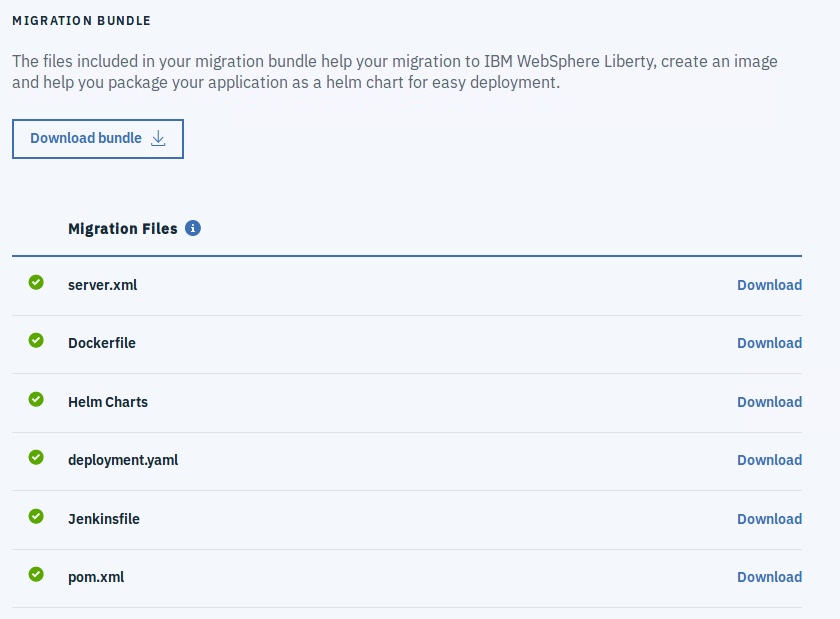 MIGRATION BUNDLE
The files included in your migration bundle help your migration to IBM WebSphere Liberty, create an image
and help you package your application as a helm chart for easy deployment.
Download bundle
Migration Files
server.xml Download
Dockerfile Download
Helm Charts Download
deployment.yaml Download
Jenkinsfile Download
pom.xml Download